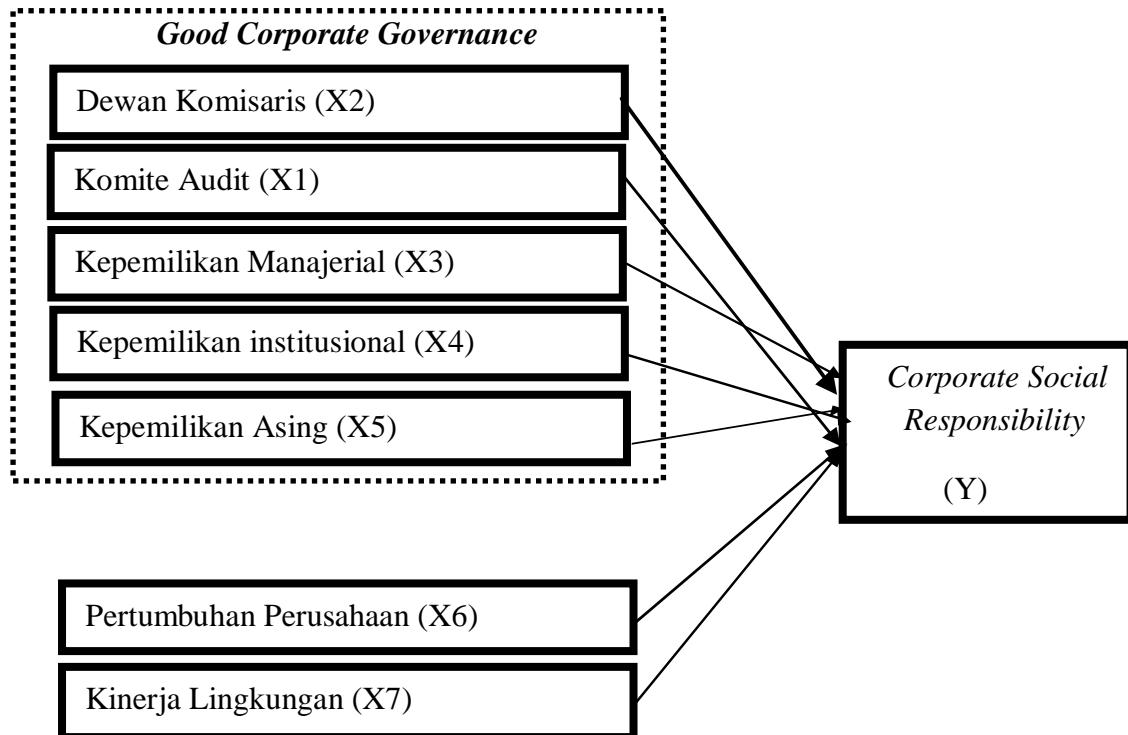 Good Corporate Governance
Dewan Komisaris (X2)
Komite Audit (X1)
Kepemilikan Manajerial (X3)
Kepemilikan institusional (X4)
Kepemilikan Asing (X5)
Corporate Social
Responsibility
(Y)
Pertumbuhan Perusahaan (X6)
Kinerja Lingkungan (X7)